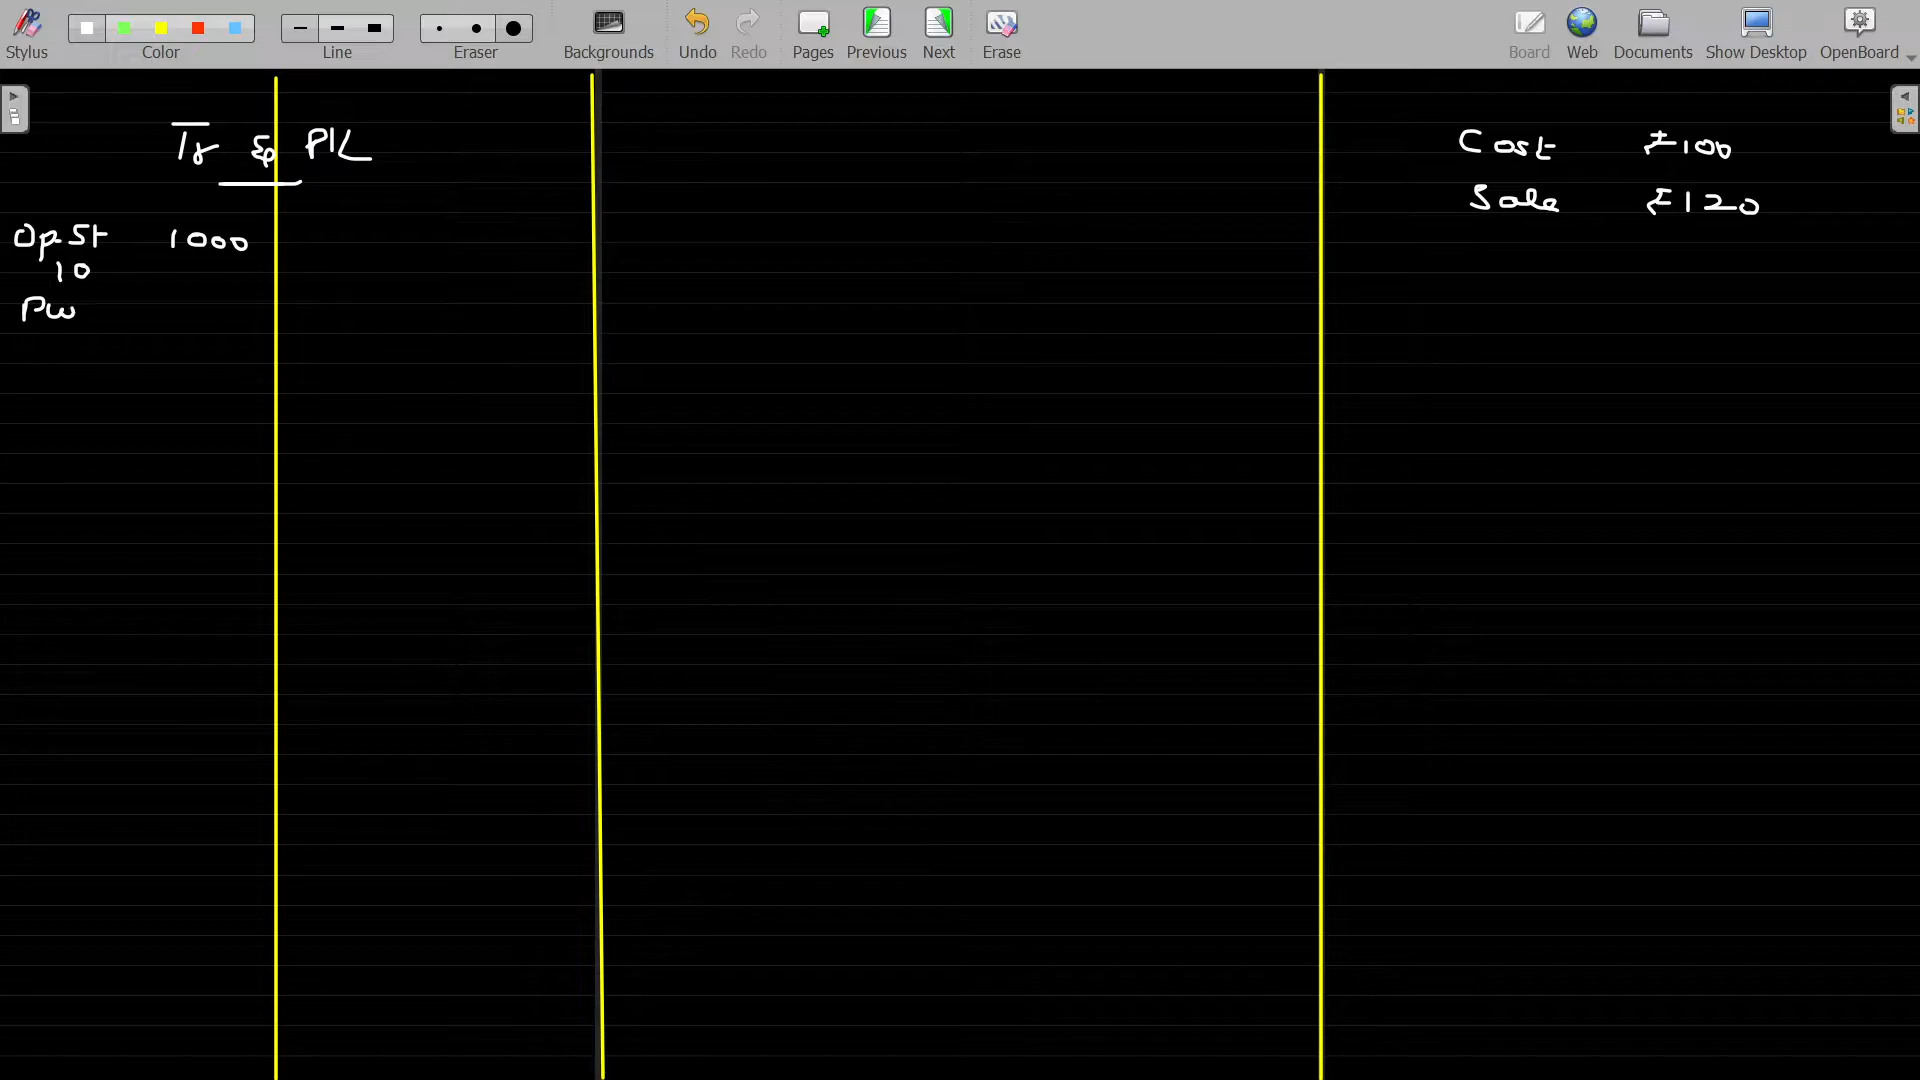 Stylus Color Line Eraser Backgrounds Undo Redo Pages Previous Next Erase Board Web Documents Show Desktop OpenBoard
Tr & P/L
Op St 1000
10
Pu
Cost ₹100
Sale ₹120